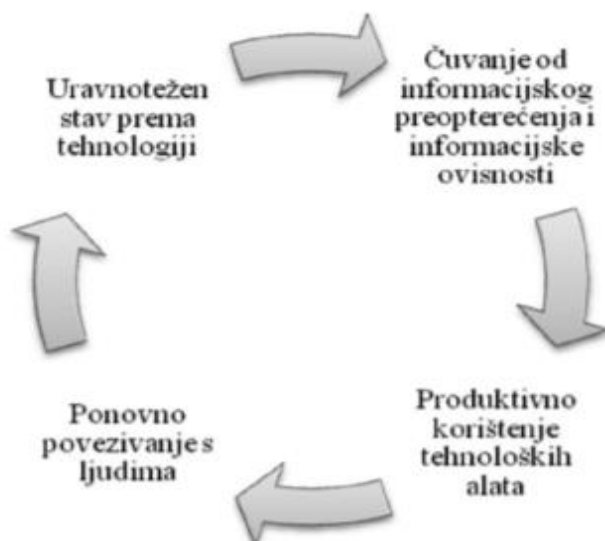 Uravnotežen
stav prema
tehnologiji
Čuvanje od
informacijskog
preopterećenja i
informacijske
ovisnosti
Produktivno
korištenje
tehnoloških
alata
Ponovno
povezivanje s
ljudima